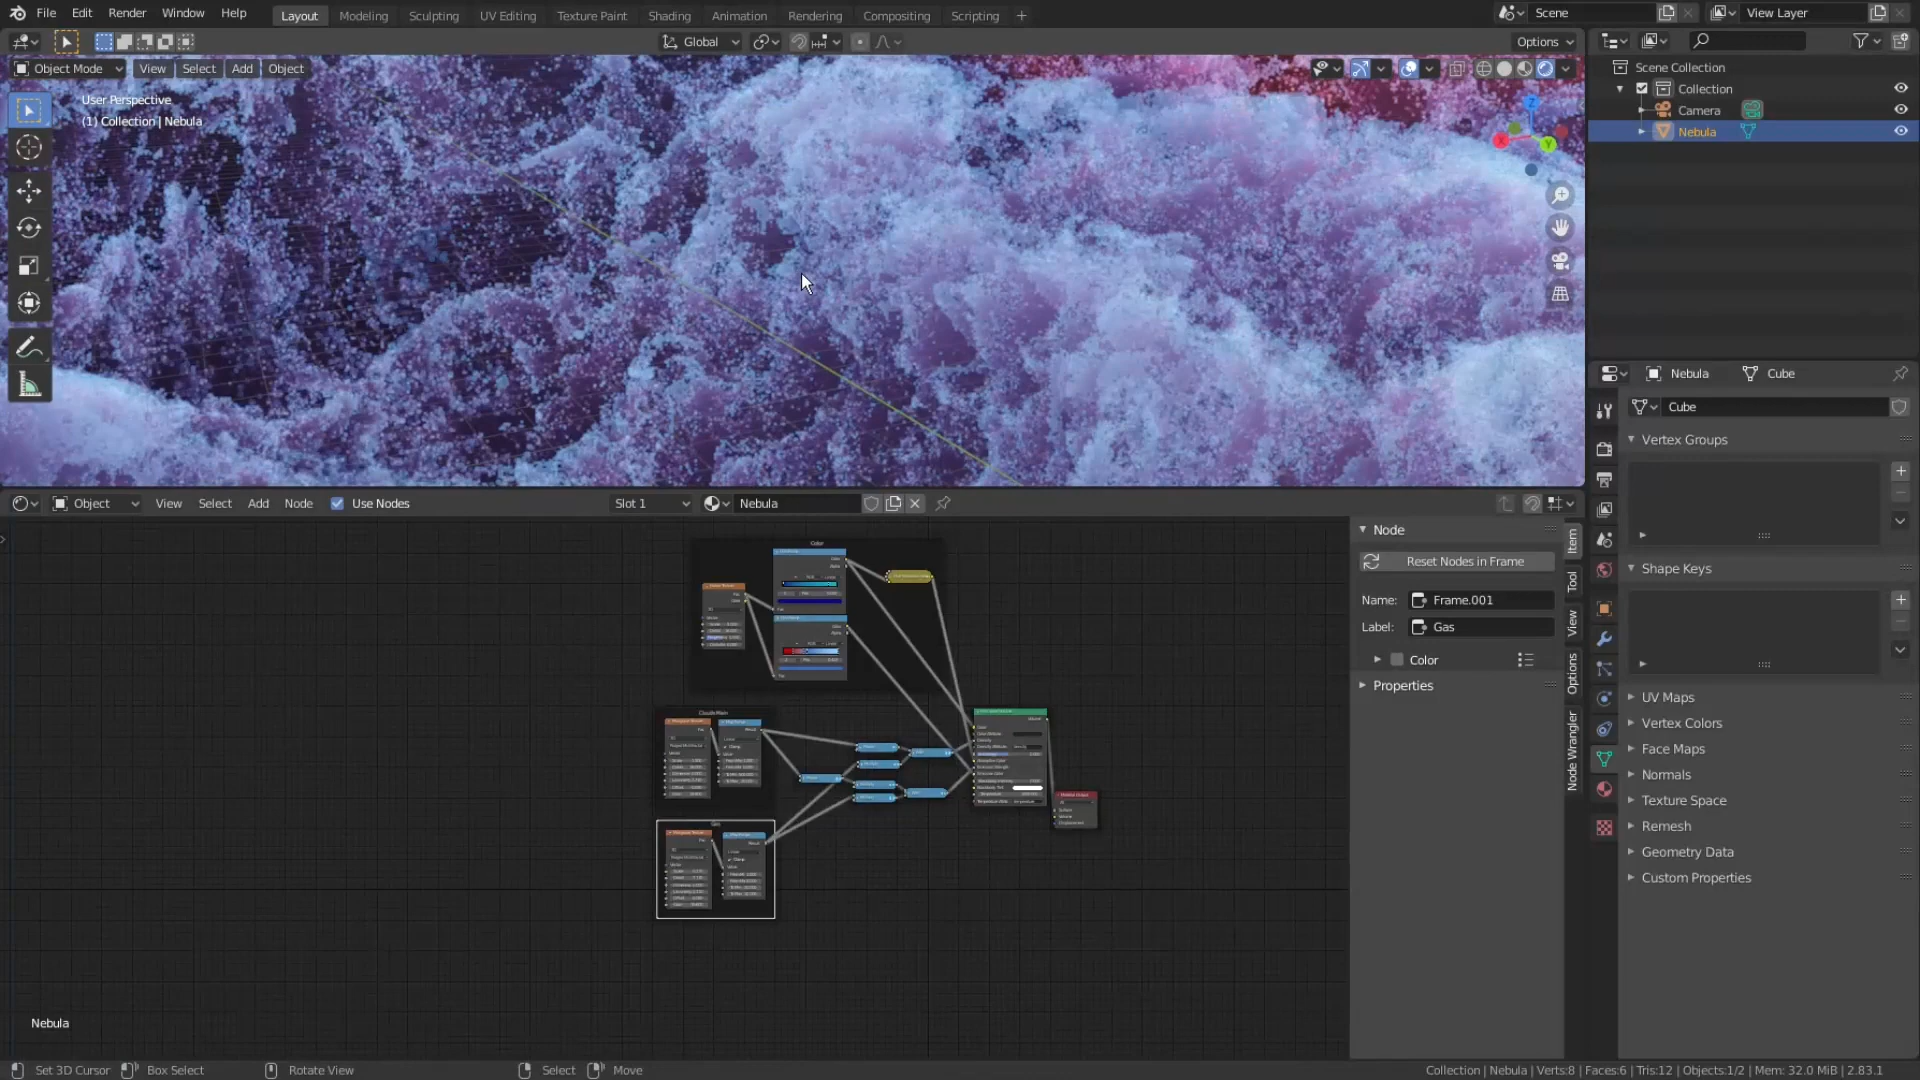 File Edit Render Window Help Layout Modeling Sculpting UV Editing Texture Paint Shading Animation Rendering Compositing Scripting + Scene View Layer
Global Options
Object Mode View Select Add Object
User Perspective
(1) Collection | Nebula
Z
X Y
Scene Collection
Collection
Camera
Nebula
Nebula Cube
Cube
Vertex Groups
Shape Keys
UV Maps
Vertex Colors
Face Maps
Normals
Texture Space
Remesh
Geometry Data
Custom Properties
Object View Select Add Node Use Nodes Slot 1 Nebula
Node
Reset Nodes in Frame
Name: Frame.001
Label: Gas
Color
Properties
Item
Tool
View
Options
Node Wrangler
Color
Nebula
Set 3D Cursor Box Select Rotate View Select Move Collection | Nebula | Verts:8 | Faces:6 | Tris:12 | Objects:1/2 | Mem: 32.0 MiB | 2.83.1